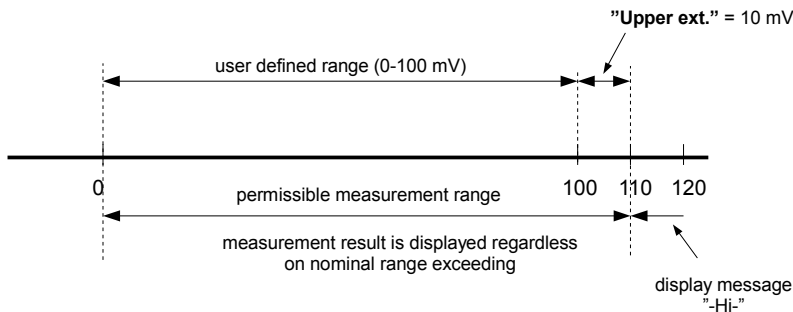 ”Upper ext.” = 10 mV
user defined range (0-100 mV)
0
100
110
120
permissible measurement range
measurement result is displayed regardless
on nominal range exceeding
display message
”-Hi-”